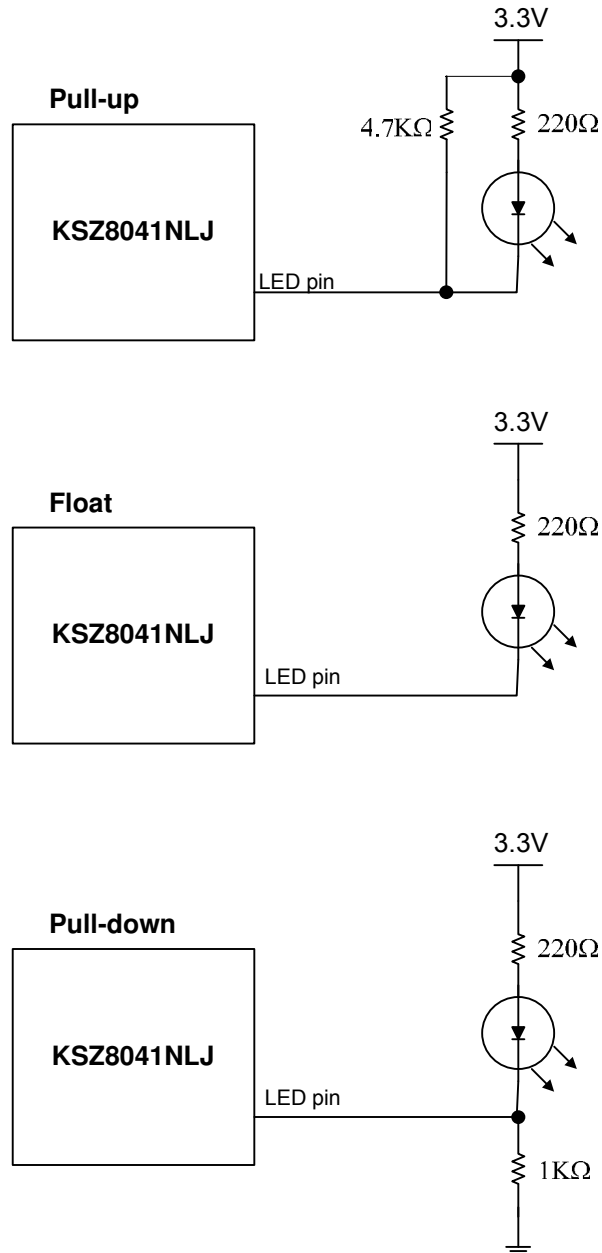 3.3V
Pull-up
4.7KΩ
220Ω
KSZ8041NLJ
LED pin
3.3V
Float
220Ω
KSZ8041NLJ
LED pin
3.3V
Pull-down
220Ω
KSZ8041NLJ
LED pin
1KΩ